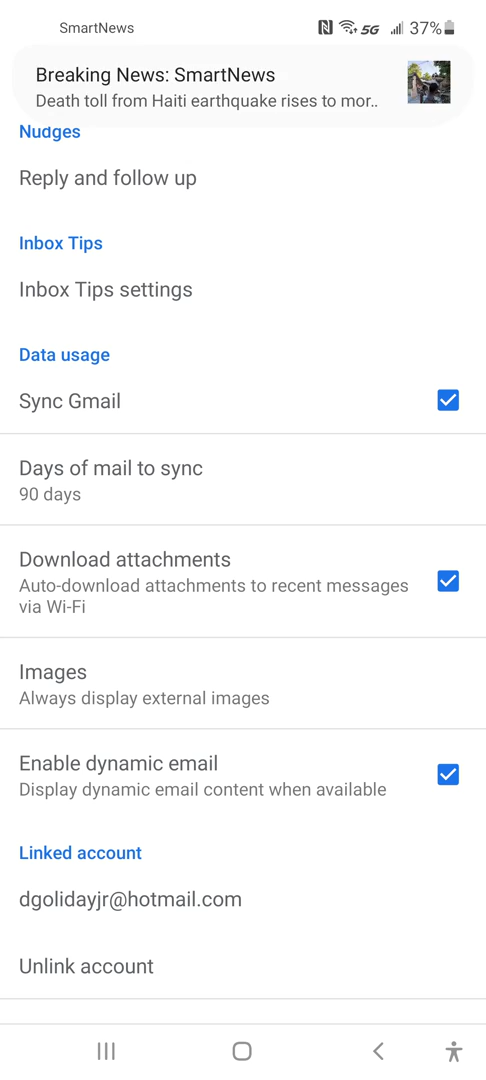 SmartNews
5G
37%
Breaking News: SmartNews
Death toll from Haiti earthquake rises to mor..
Nudges
Reply and follow up
Inbox Tips
Inbox Tips settings
Data usage
Sync Gmail
Days of mail to sync
90 days
Download attachments
Auto-download attachments to recent messages
via Wi-Fi
Images
Always display external images
Enable dynamic email
Display dynamic email content when available
Linked account
dgolidayjr@hotmail.com
Unlink account